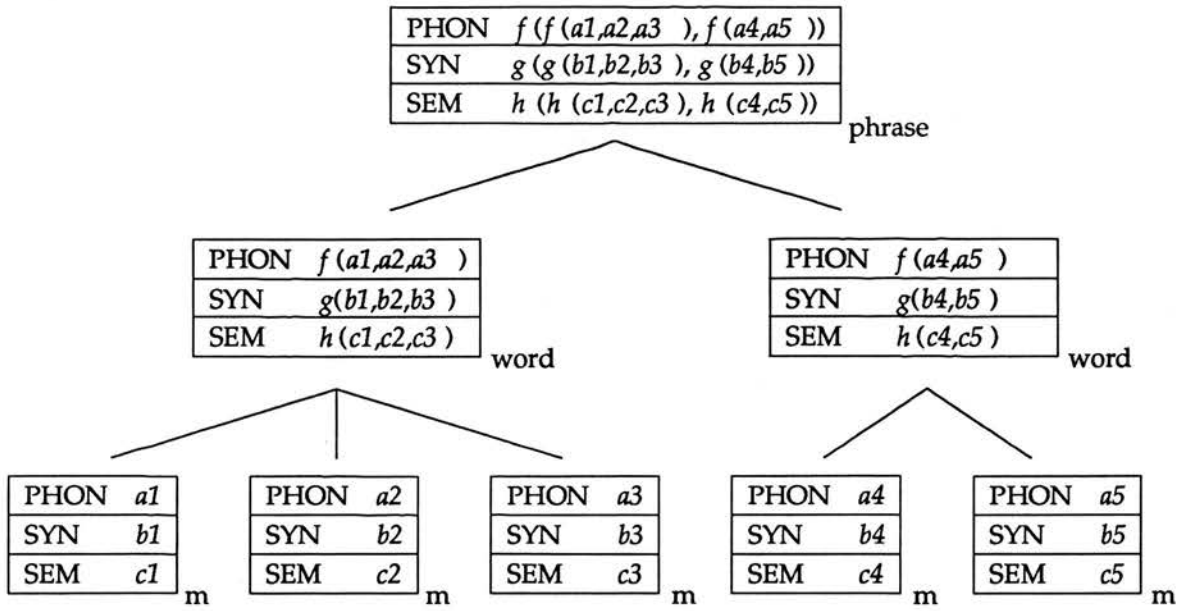 PHON f (f (a1,a2,a3 ), f (a4,a5 ))
SYN g (g (b1,b2,b3 ), g (b4,b5 ))
SEM h (h (c1,c2,c3 ), h (c4,c5 ))
phrase
PHON f (a1,a2,a3 )
SYN g(b1,b2,b3 )
SEM h (c1,c2,c3 )
word
PHON f (a4,a5 )
SYN g(b4,b5 )
SEM h (c4,c5 )
word
PHON a1
SYN b1
SEM c1
m
PHON a2
SYN b2
SEM c2
m
PHON a3
SYN b3
SEM c3
m
PHON a4
SYN b4
SEM c4
m
PHON a5
SYN b5
SEM c5
m